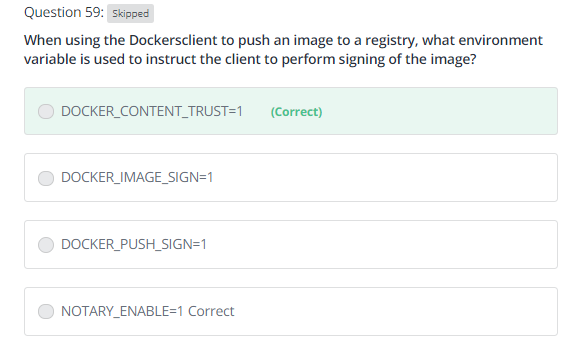 Question 59: Skipped
When using the Dockersclient to push an image to a registry, what environment
variable is used to instruct the client to perform signing of the image?
DOCKER_CONTENT_TRUST=1 (Correct)
DOCKER_IMAGE_SIGN=1
DOCKER_PUSH_SIGN=1
NOTARY_ENABLE=1 Correct